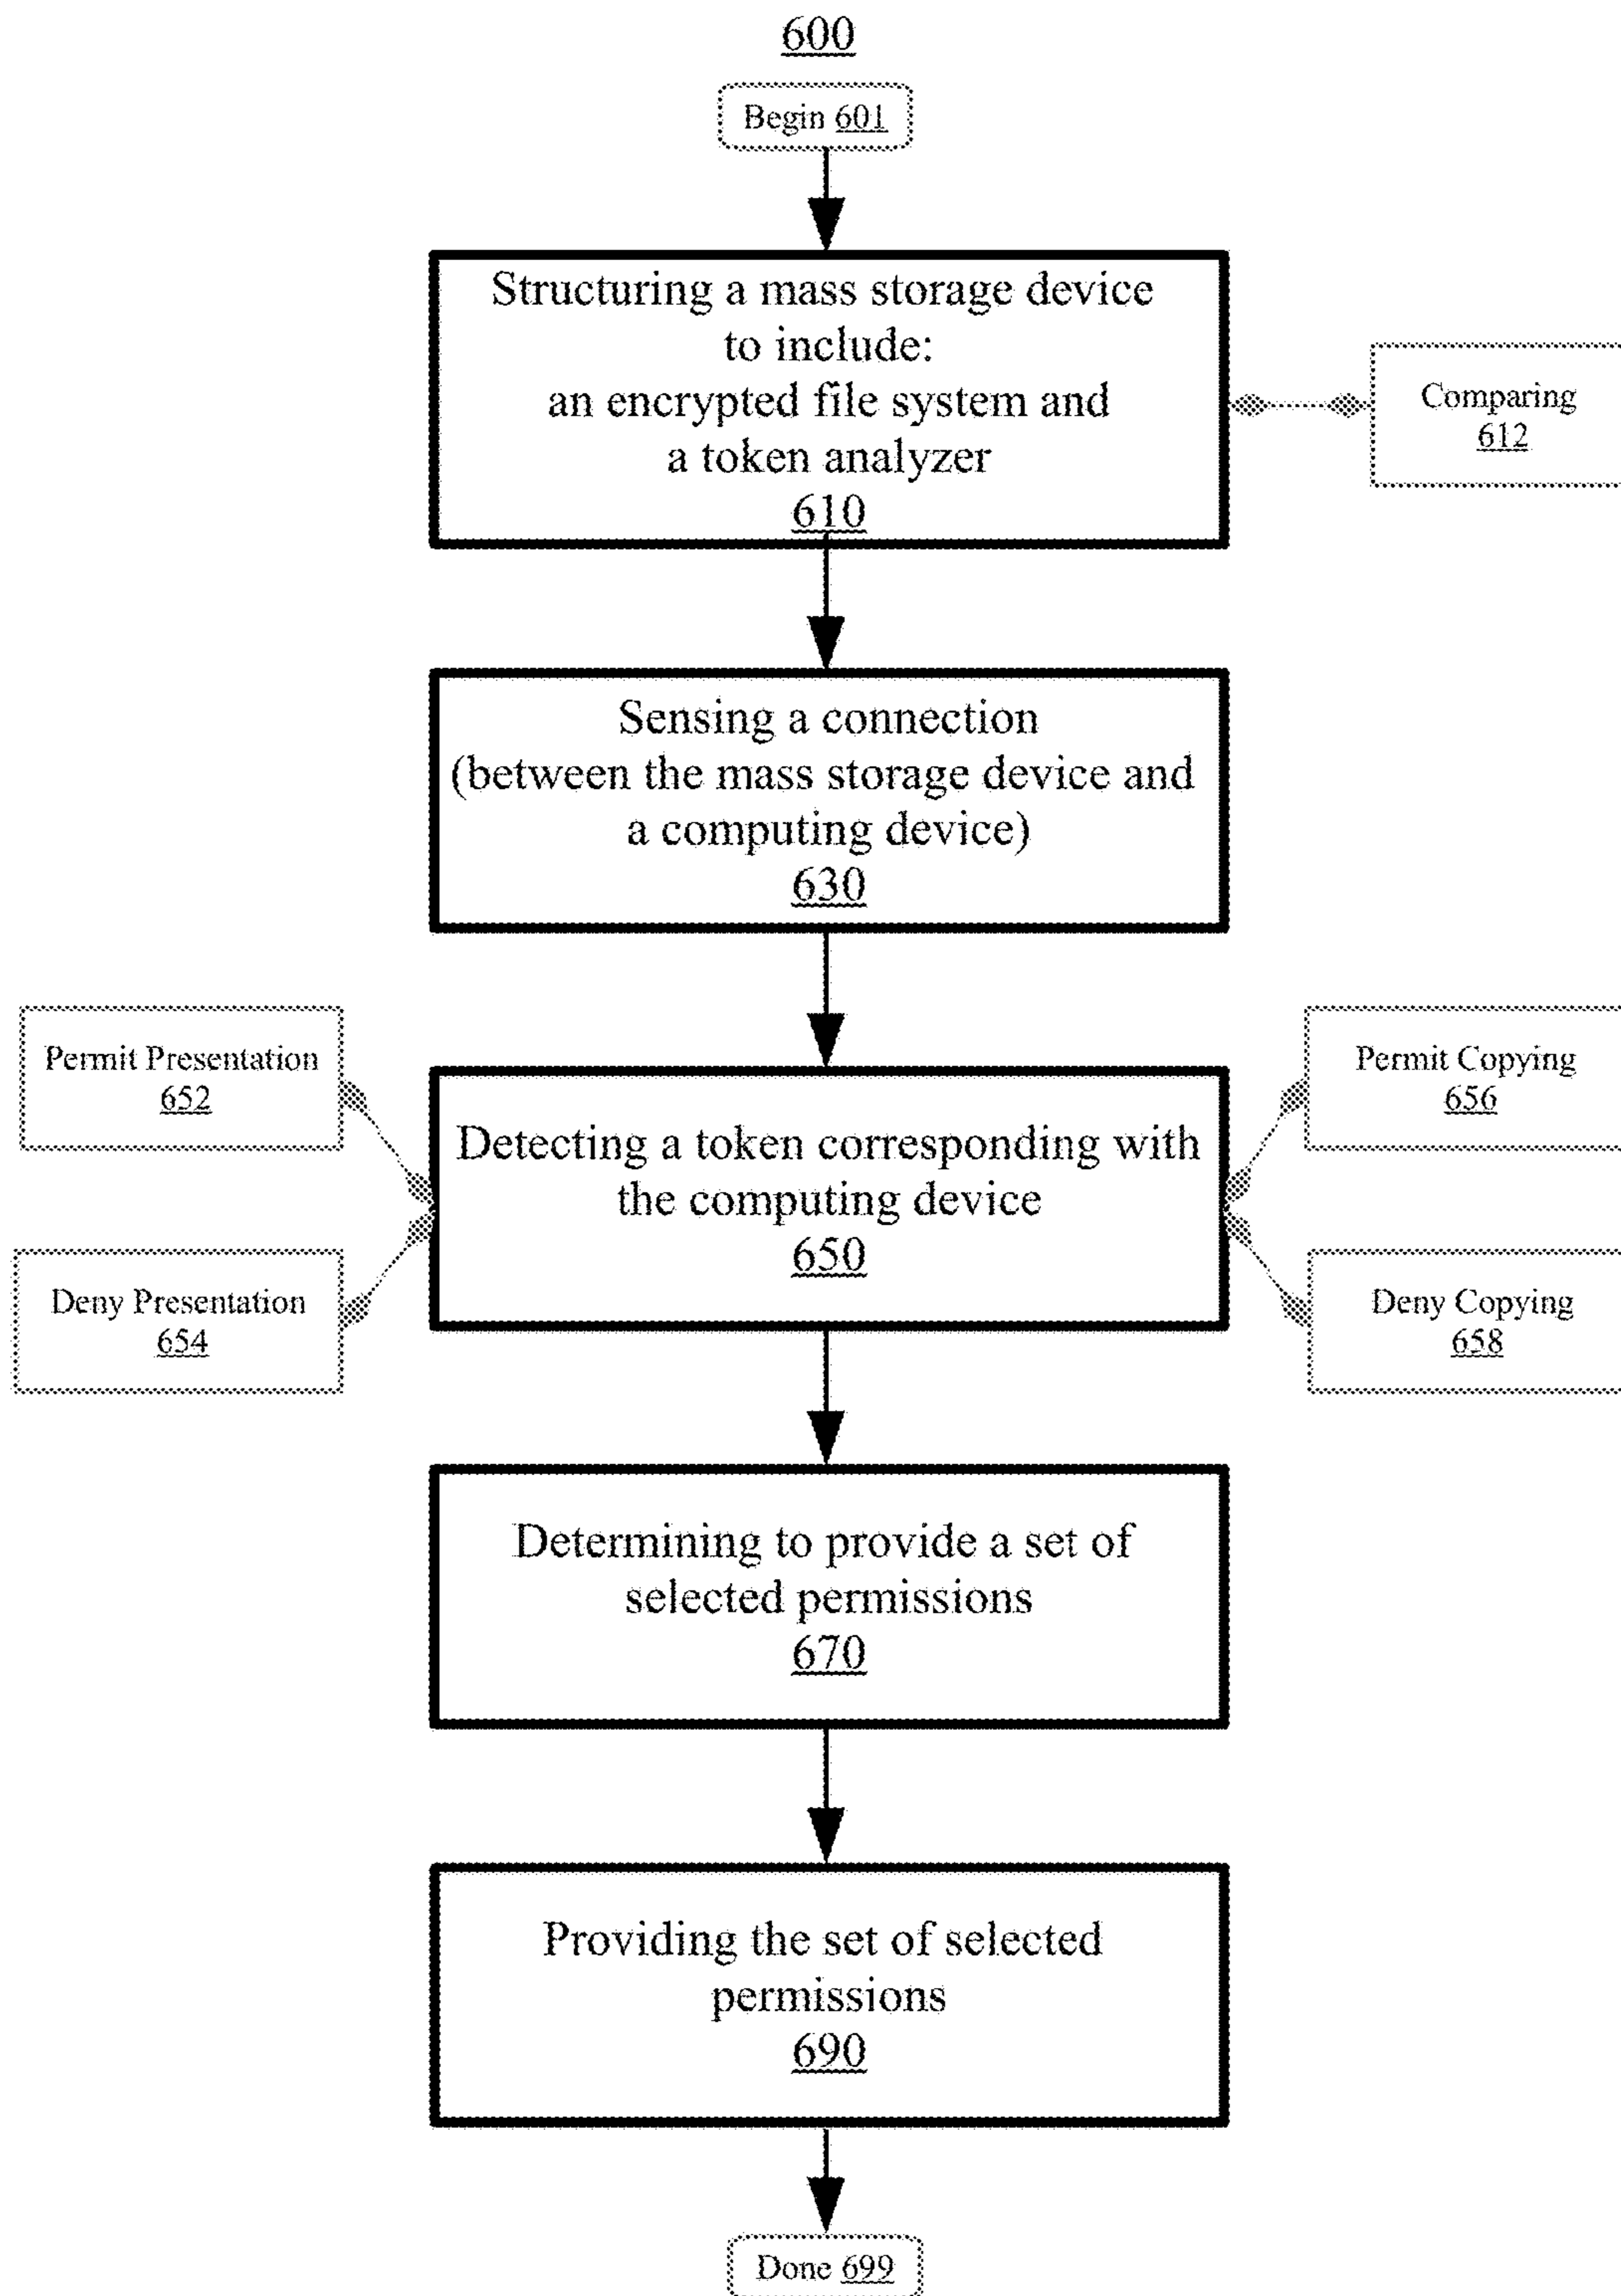 600
Begin 601
Structuring a mass storage device
to include:
an encrypted file system and
a token analyzer
610
Comparing
612
Sensing a connection
(between the mass storage device and
a computing device)
630
Permit Presentation
652
Permit Copying
656
Detecting a token corresponding with
the computing device
650
Deny Presentation
654
Deny Copying
658
Determining to provide a set of
selected permissions
670
Providing the set of selected
permissions
690
Done 699